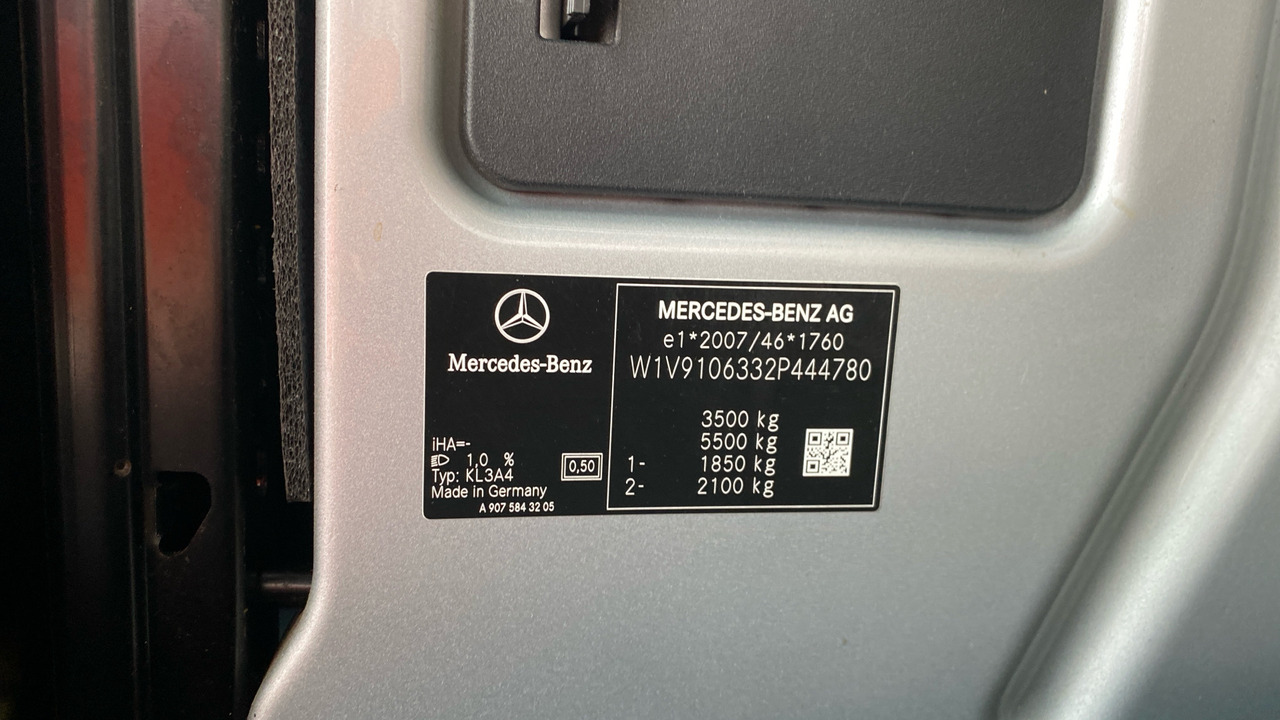 Mercedes-Benz
iHA=-
1,0 %
Typ: KL3A4
Made in Germany
A 907 584 32 05
0,50
MERCEDES-BENZ AG
e1*2007/46*1760
W1V9106332P444780
3500 kg
5500 kg
1- 1850 kg
2- 2100 kg